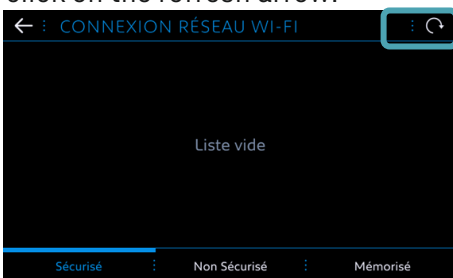 click on the refresh arrow.
CONNEXION RÉSEAU WI-FI
Liste vide
Sécurisé Non Sécurisé Mémorisé